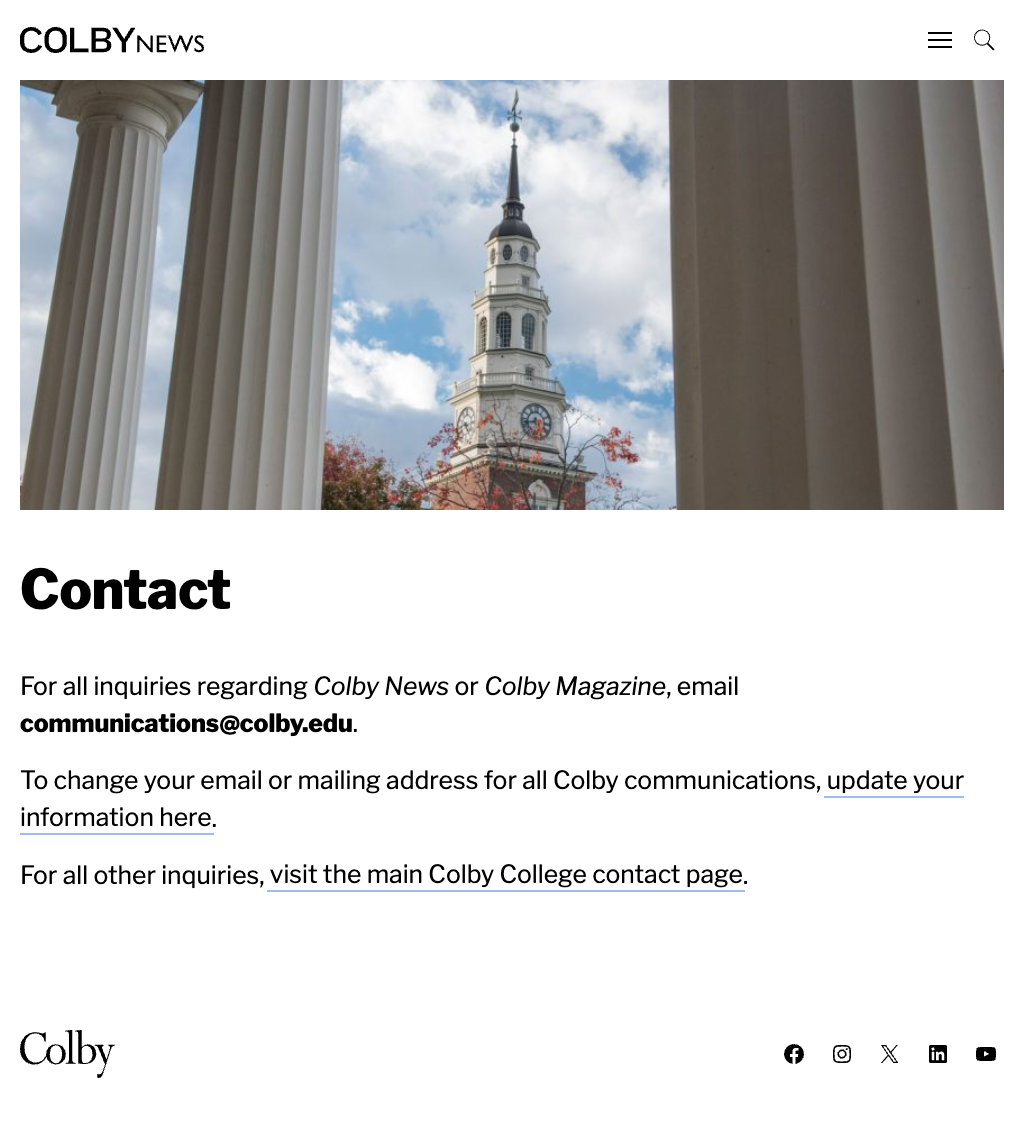 COLBYNEWS
Contact
For all inquiries regarding Colby News or Colby Magazine, email
communications@colby.edu.
To change your email or mailing address for all Colby communications, update your
information here.
For all other inquiries, visit the main Colby College contact page.
Colby